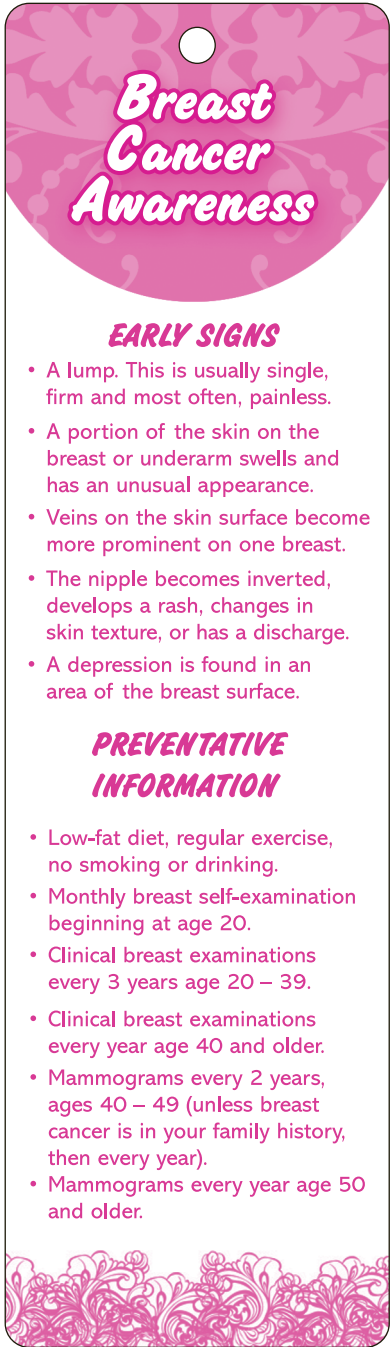 Breast
Cancer
Awareness
EARLY SIGNS
• A lump. This is usually single,
firm and most often, painless.
• A portion of the skin on the
breast or underarm swells and
has an unusual appearance.
• Veins on the skin surface become
more prominent on one breast.
• The nipple becomes inverted,
develops a rash, changes in
skin texture, or has a discharge.
• A depression is found in an
area of the breast surface.
PREVENTATIVE
INFORMATION
• Low-fat diet, regular exercise,
no smoking or drinking.
• Monthly breast self-examination
beginning at age 20.
• Clinical breast examinations
every 3 years age 20 – 39.
• Clinical breast examinations
every year age 40 and older.
• Mammograms every 2 years,
ages 40 – 49 (unless breast
cancer is in your family history,
then every year).
• Mammograms every year age 50
and older.